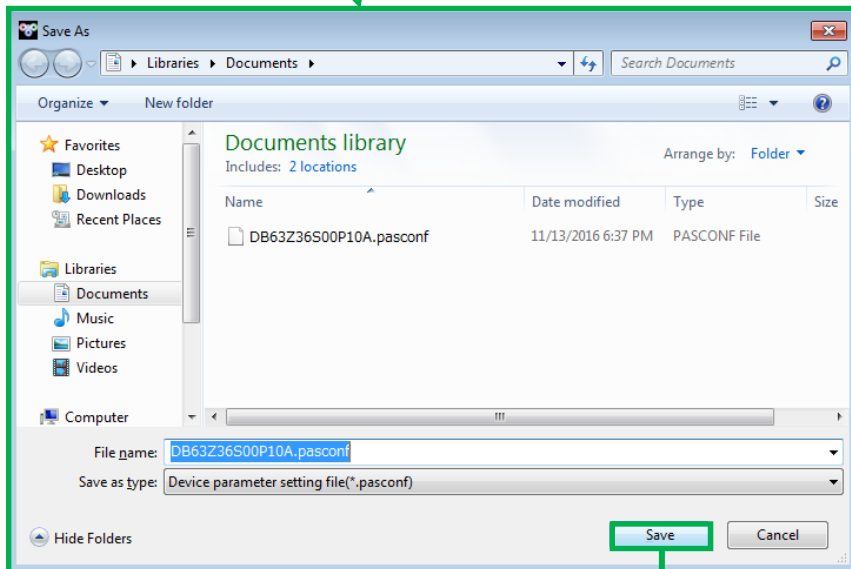 Save As
Libraries Documents Search Documents
Organize New folder
Favorites
Desktop
Downloads
Recent Places
Libraries
Documents
Music
Pictures
Videos
Computer
Documents library
Includes: 2 locations
Arrange by: Folder
Name Date modified Type Size
DB63Z36S00P10A.pasconf 11/13/2016 6:37 PM PASCONF File
File name: DB63Z36S00P10A.pasconf
Save as type: Device parameter setting file(*.pasconf)
Hide Folders Save Cancel